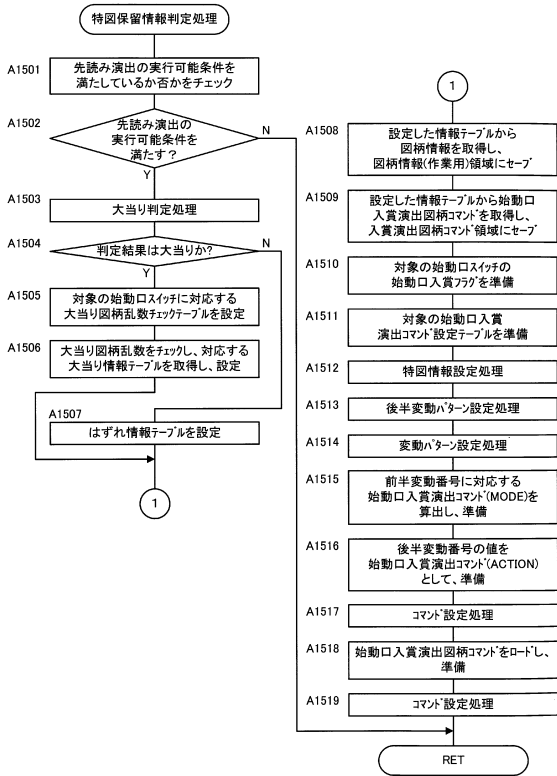 特図保留情報判定処理
A1501
先読み演出の実行可能条件を
満たしているか否かをチェック
A1502
先読み演出の
実行可能条件を
満たす?
N
Y
A1503
大当り判定処理
A1504
判定結果は大当りか?
N
Y
A1505
対象の始動口スイッチに対応する
大当り図柄乱数チェックテーブルを設定
A1506
大当り図柄乱数をチェックし、対応する
大当り情報テーブルを取得し、設定
A1507
はずれ情報テーブルを設定
1
1
A1508
設定した情報テーブルから
図柄情報を取得し、
図柄情報(作業用)領域にセーブ
A1509
設定した情報テーブルから始動口
入賞演出図柄コマンドを取得し、
入賞演出図柄コマンド領域にセーブ
A1510
対象の始動口スイッチの
始動口入賞フラグを準備
A1511
対象の始動口入賞
演出コマンド設定テーブルを準備
A1512
特図情報設定処理
A1513
後半変動パターン設定処理
A1514
変動パターン設定処理
A1515
前半変動番号に対応する
始動口入賞演出コマンド(MODE)を
算出し、準備
A1516
後半変動番号の値を
始動口入賞演出コマンド(ACTION)
として、準備
A1517
コマンド設定処理
A1518
始動口入賞演出図柄コマンドをロードし、
準備
A1519
コマンド設定処理
RET